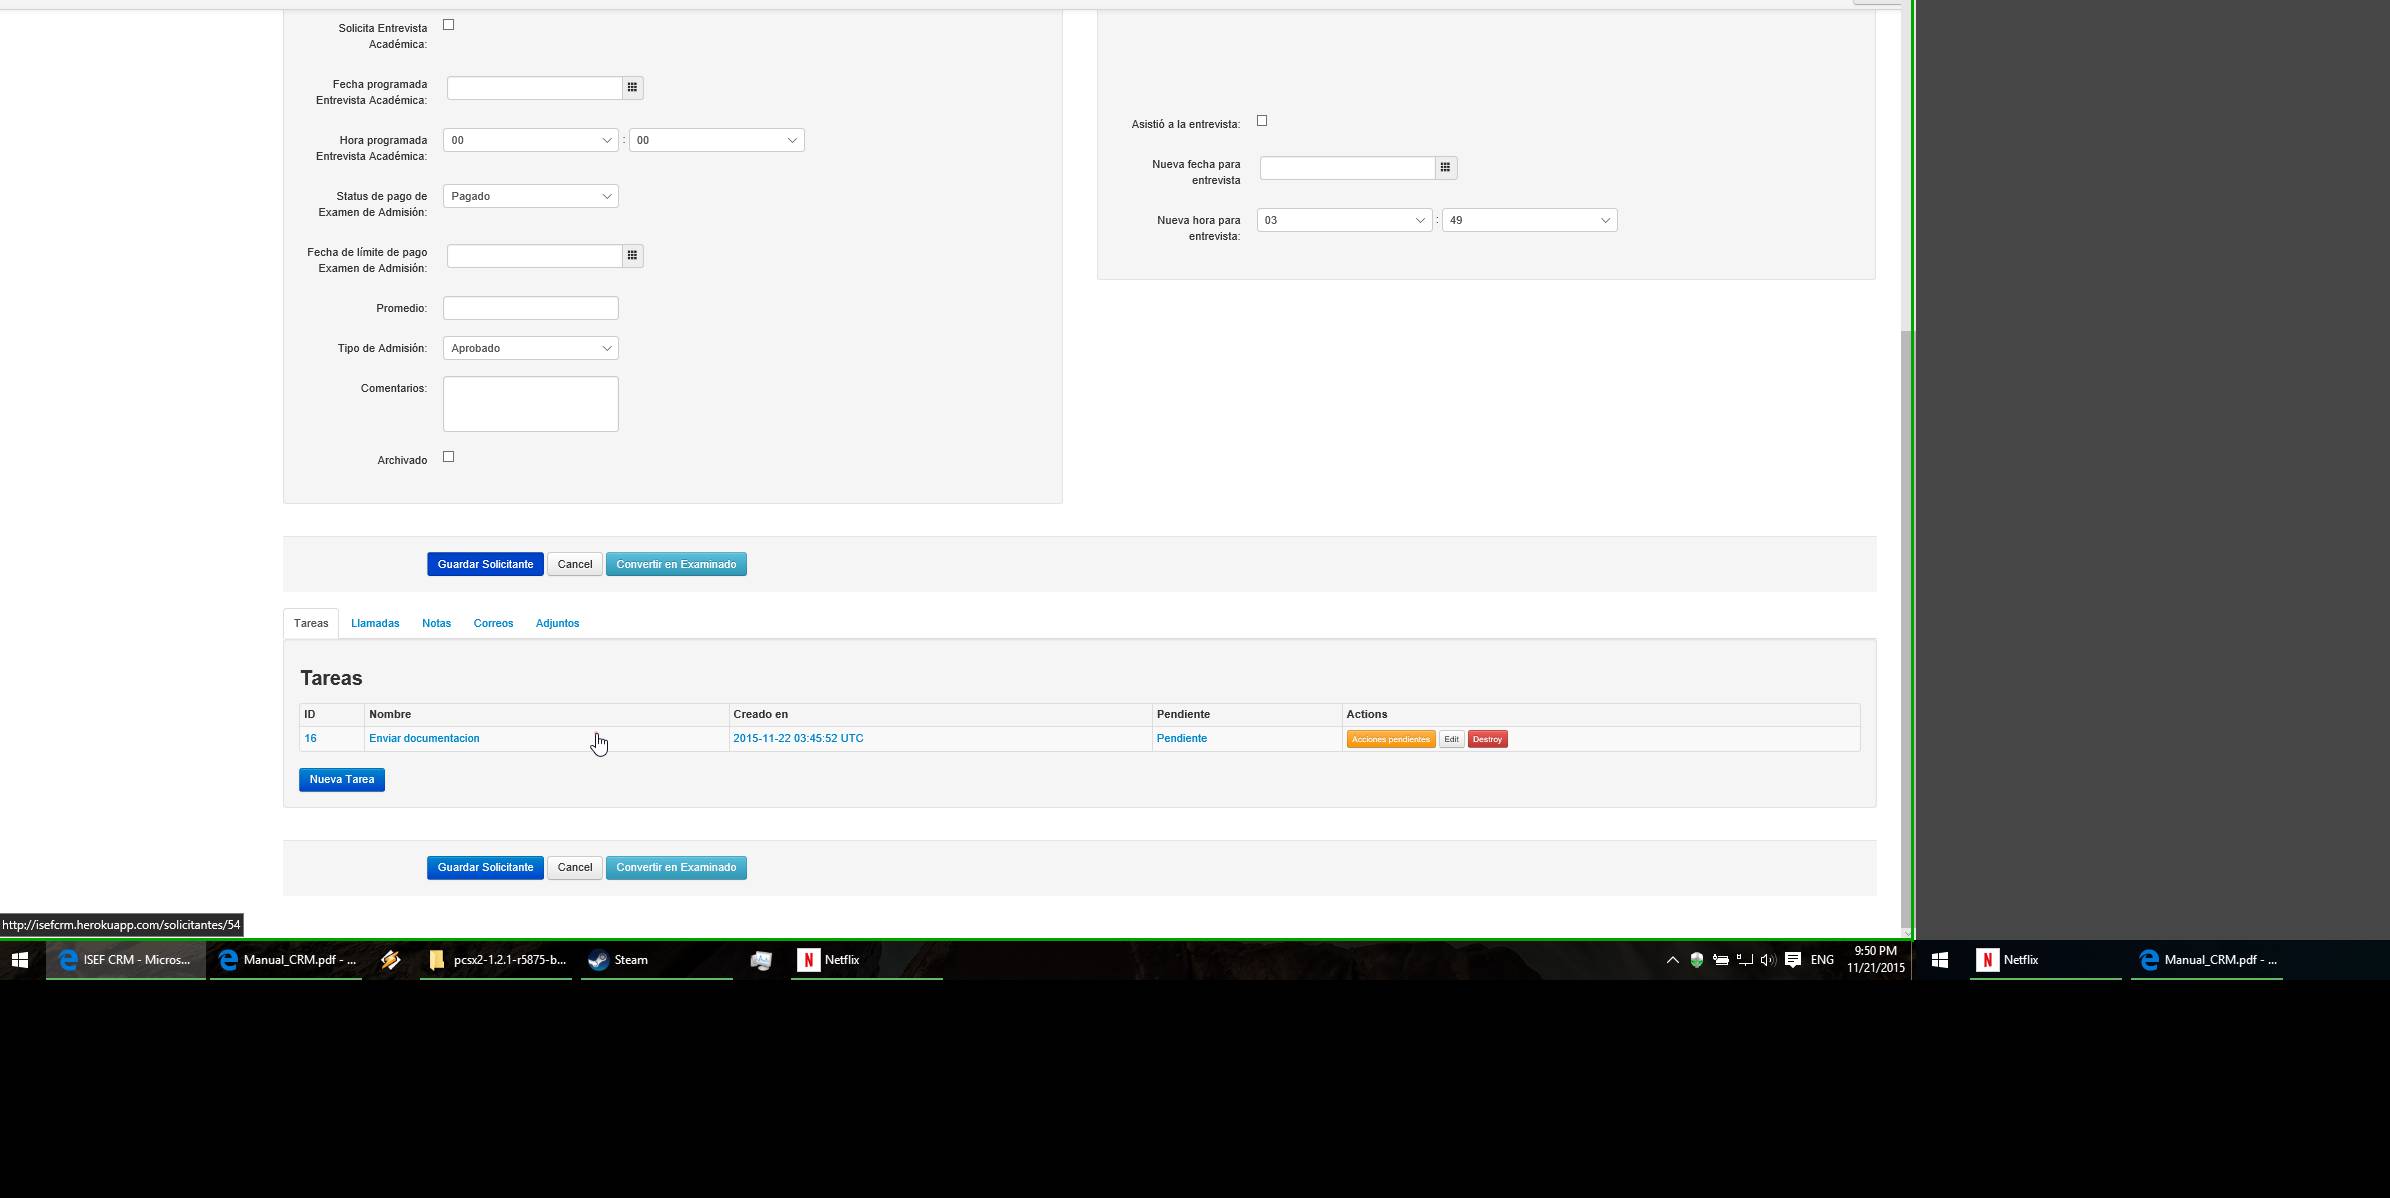 Solicita Entrevista
Académica:
Fecha programada
Entrevista Académica:
Hora programada
Entrevista Académica:
00 : 00
Status de pago de
Examen de Admisión:
Pagado
Fecha de límite de pago
Examen de Admisión:
Promedio:
Tipo de Admisión:
Aprobado
Comentarios:
Archivado
Asistió a la entrevista:
Nueva fecha para
entrevista
Nueva hora para
entrevista:
03 : 49
Guardar Solicitante Cancel Convertir en Examinado
Tareas Llamadas Notas Correos Adjuntos
Tareas
ID Nombre Creado en Pendiente Actions
16 Enviar documentacion 2015-11-22 03:45:52 UTC Pendiente Acciones pendientes Edit Destroy
Nueva Tarea
Guardar Solicitante Cancel Convertir en Examinado
http://isefcrm.herokuapp.com/solicitantes/54
ISEF CRM - Micros... Manual_CRM.pdf - ... pcsx2-1.2.1-r5875-b... Steam N Netflix ENG 9:50 PM
11/21/2015
N Netflix Manual_CRM.pdf - ...